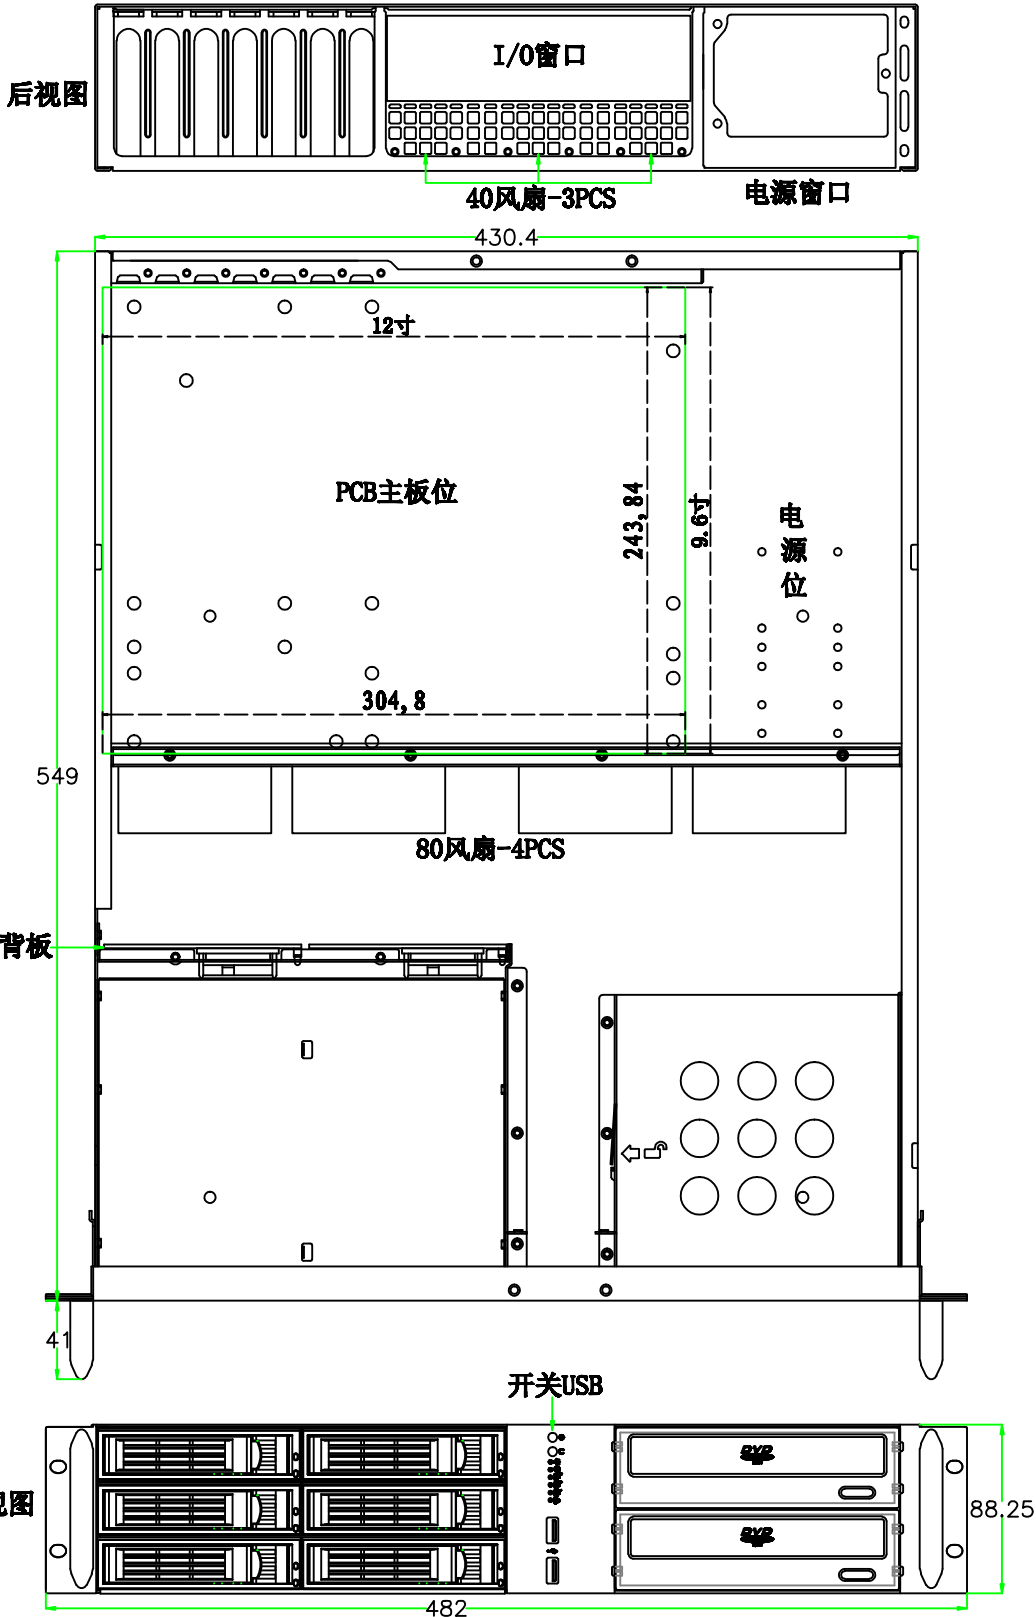 I/O窗口
后视图
40风扇-3PCS
电源窗口
430.4
12寸
PCB主板位
243,84
9.6寸
电
源
位
304,8
549
80风扇-4PCS
背板
41
开关USB
DVD
视图
88.25
DVD
482